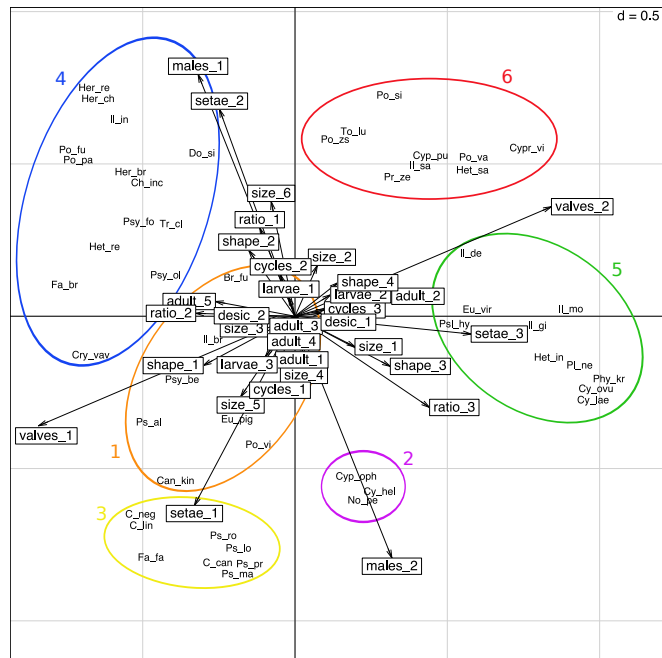 d = 0.5
4
males_1
6
Her_re
Her_ch
setae_2
Po_si
Il_in
To_lu
Po_zs
Po_fu
Po_pa
Do_si
Cyp_pu
Po_va
Cypr_vi
Il_sa
Her_br
Ch_inc
Pr_ze
Het_sa
size_6
valves_2
ratio_1
Psy_fo
Tr_cl
shape_2
Het_re
size_2
Il_de
cycles_2
5
Psy_ol
Br_fu
Fa_br
larvae_1
shape_4
larvae_2
adult_2
adult_5
ratio_2
cycles_3
Eu_vir
Il_mo
desic_2
desic_1
Psl_hy
Il_gi
size_3
adult_3
setae_3
Il_br
adult_4
size_1
Cry_vav
Het_in
shape_1
larvae_3
adult_1
shape_3
Pl_ne
Psy_be
size_4
Phy_kr
cycles_1
Cy_ovu
Cy_lae
size_5
ratio_3
Eu_pig
Ps_al
valves_1
Po_vi
1
2
Can_kin
Cyp_oph
Cy_hel
No_pe
3
C_neg
C_lin
setae_1
Ps_ro
Ps_lo
Fa_fa
C_can
Ps_pr
Ps_ma
males_2